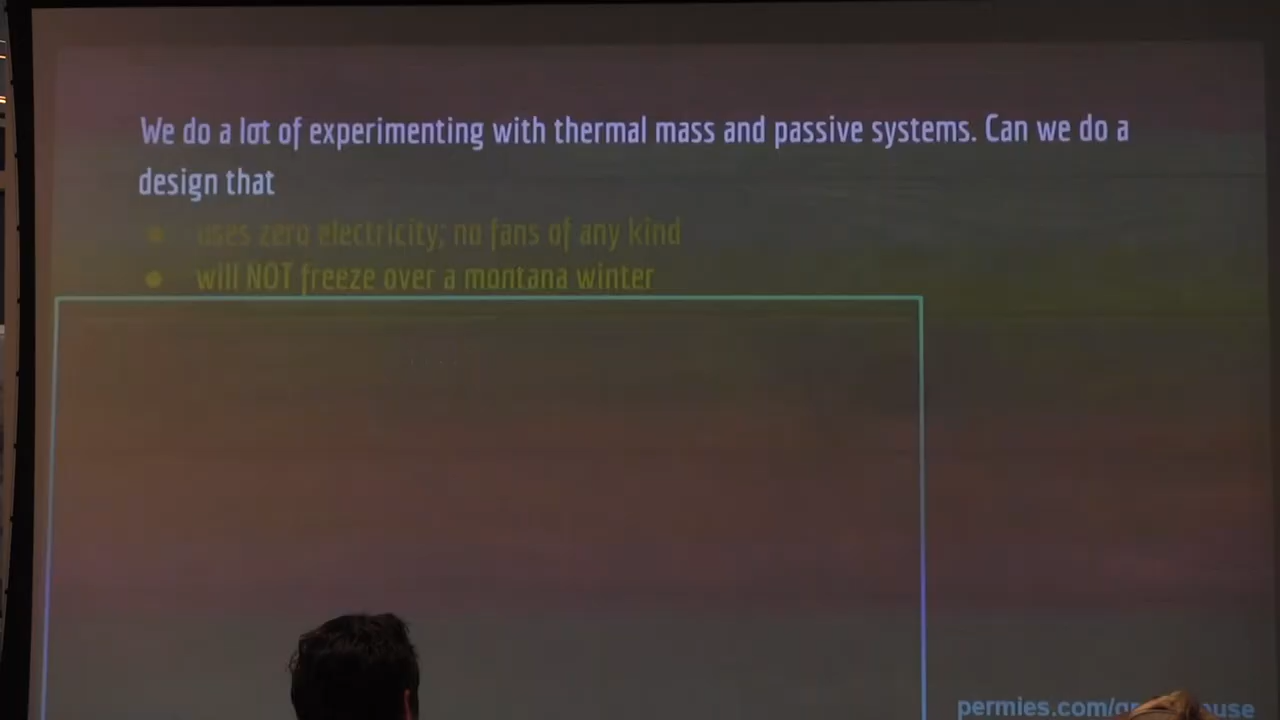 We do a lot of experimenting with thermal mass and passive systems. Can we do a
design that
● uses zero electricity; no fans of any kind
● will NOT freeze over a montana winter